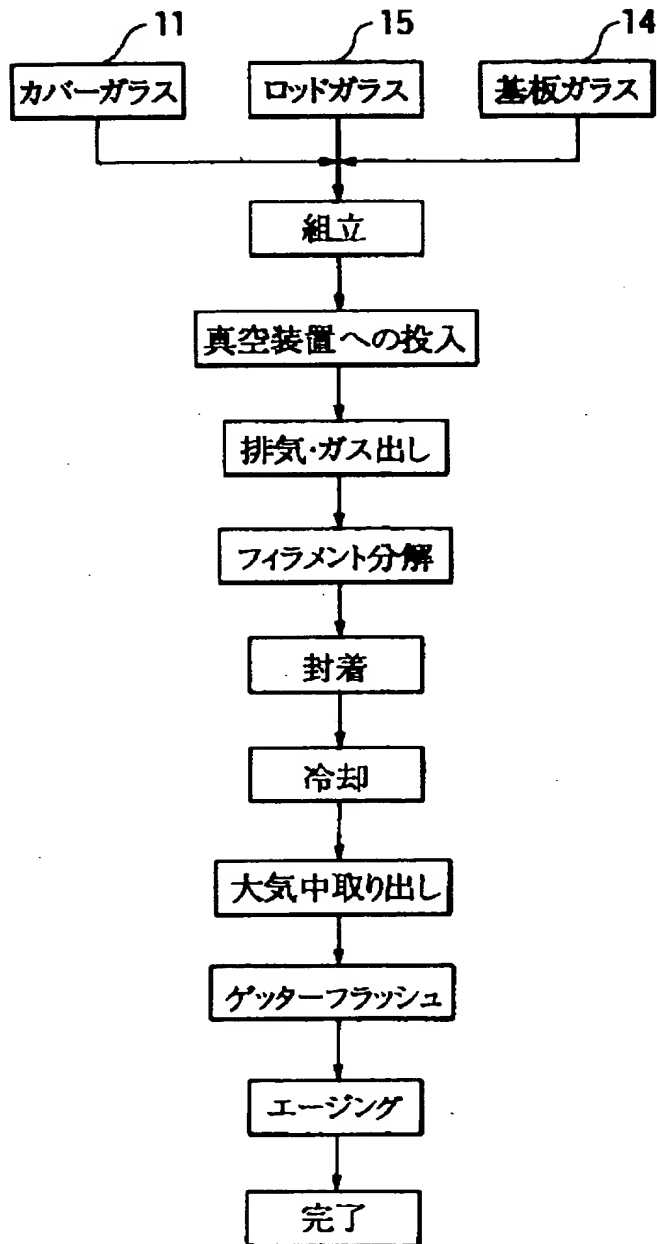 11
15
14
カバーガラス
ロッドガラス
基板ガラス
組立
真空装置への投入
排気・ガス出し
フィラメント分解
封着
冷却
大気中取り出し
ゲッターフラッシュ
エージング
完了